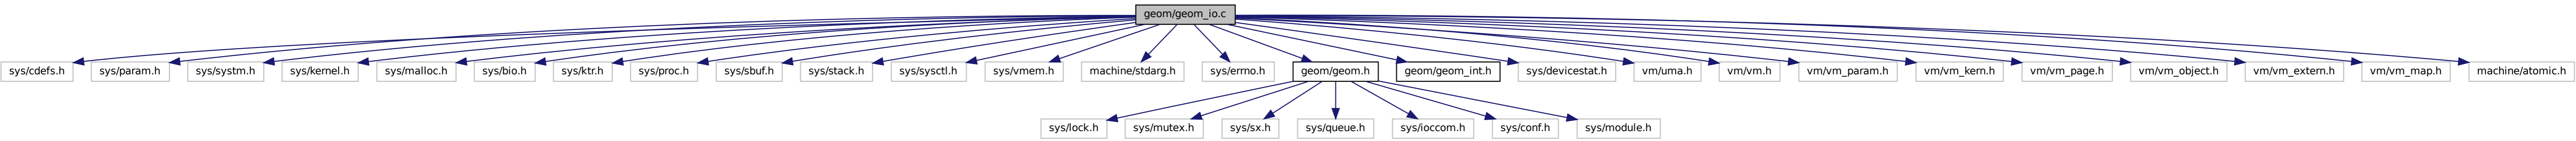 geom/geom_io.c
sys/cdefs.h
sys/param.h
sys/systm.h
sys/kernel.h
sys/malloc.h
sys/bio.h
sys/ktr.h
sys/proc.h
sys/sbuf.h
sys/stack.h
sys/sysctl.h
sys/vmem.h
machine/stdarg.h
sys/errno.h
geom/geom.h
geom/geom_int.h
sys/devicestat.h
vm/uma.h
vm/vm.h
vm/vm_param.h
vm/vm_kern.h
vm/vm_page.h
vm/vm_object.h
vm/vm_extern.h
vm/vm_map.h
machine/atomic.h
sys/lock.h
sys/mutex.h
sys/sx.h
sys/queue.h
sys/ioccom.h
sys/conf.h
sys/module.h